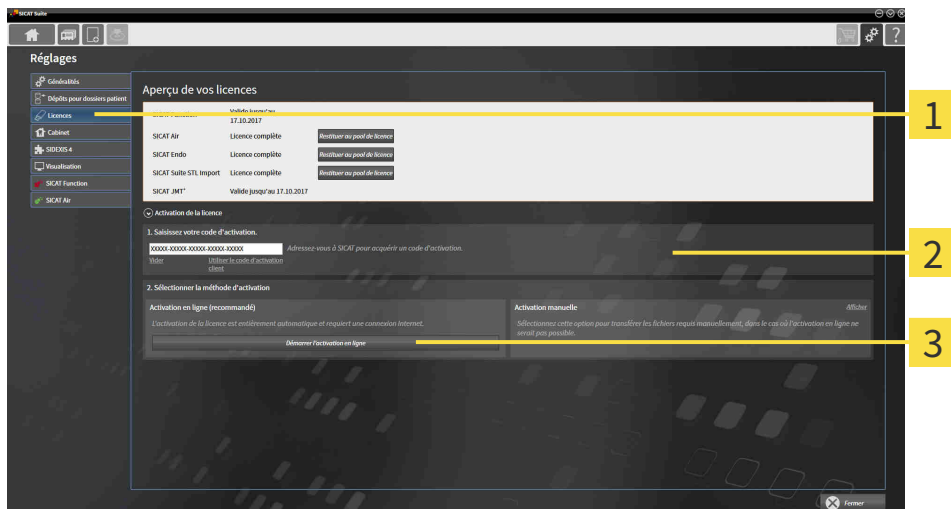 SICAT Suite
?
Réglages
Généralités
Dépôts pour dossiers patient
Licences
Cabinet
SIDEXIS 4
Visualisation
SICAT Function
SICAT Air
Aperçu de vos licences
Valide jusqu'au
17.10.2017
SICAT Air Licence complète Restituer au pool de licence
SICAT Endo Licence complète Restituer au pool de licence
SICAT Suite STL Import Licence complète Restituer au pool de licence
SICAT JMT+ Valide jusqu'au 17.10.2017
Activation de la licence
1. Saisissez votre code d'activation.
XXXXX-XXXXX-XXXXX-XXXXX-XXXXX Adressez-vous à SICAT pour acquérir un code d'activation.
Vider Utiliser le code d'activation
client
2. Sélectionner la méthode d'activation
Activation en ligne (recommandé)
L'activation de la licence est entièrement automatique et requiert une connexion Internet.
Démarrer l'activation en ligne
Activation manuelle Afficher
Sélectionnez cette option pour transférer les fichiers requis manuellement, dans le cas où l'activation en ligne ne
serait pas possible.
Fermer
1
2
3